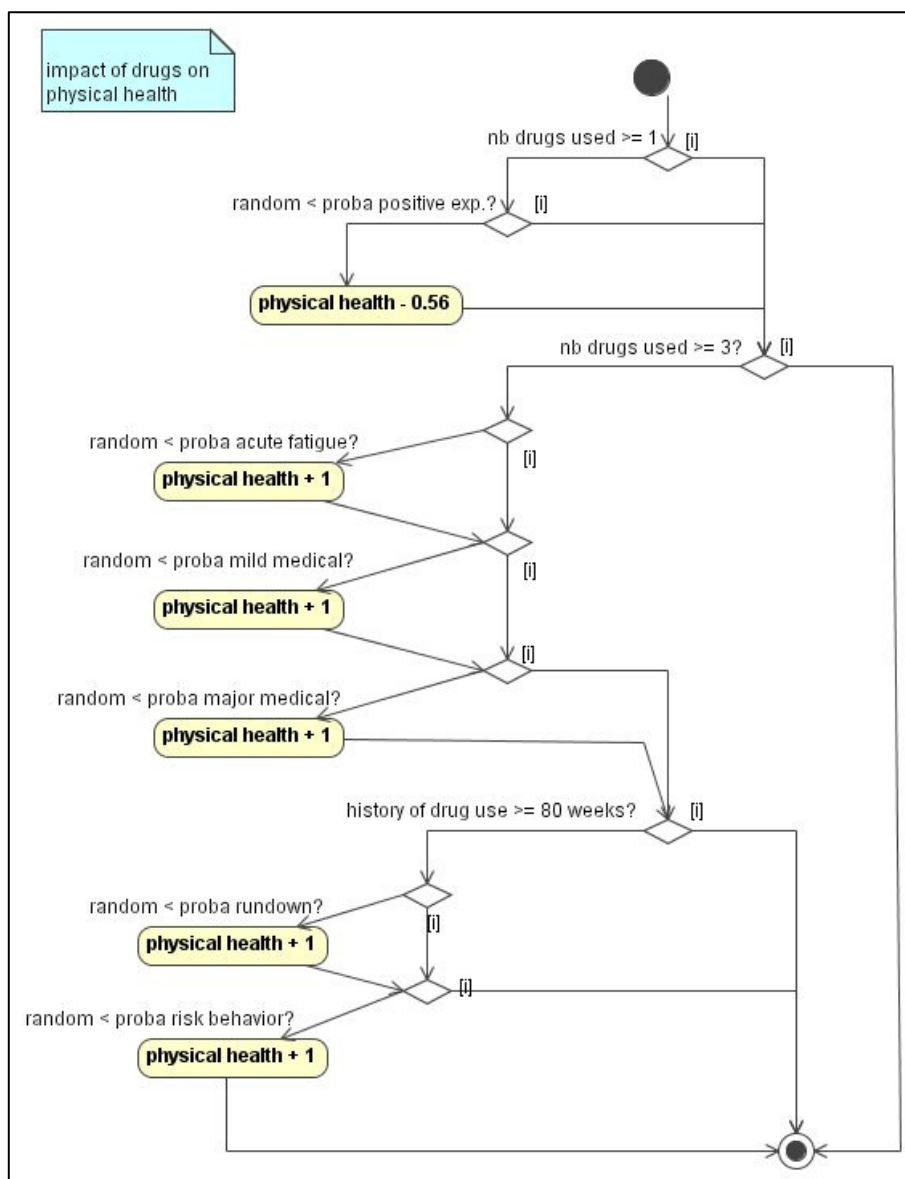 impact of drugs on
physical health
nb drugs used >= 1
[i]
random < proba positive exp.?
[i]
physical health - 0.56
nb drugs used >= 3?
[i]
random < proba acute fatigue?
[i]
physical health + 1
random < proba mild medical?
[i]
physical health + 1
[i]
random < proba major medical?
physical health + 1
history of drug use >= 80 weeks?
[i]
random < proba rundown?
[i]
physical health + 1
[i]
random < proba risk behavior?
physical health + 1